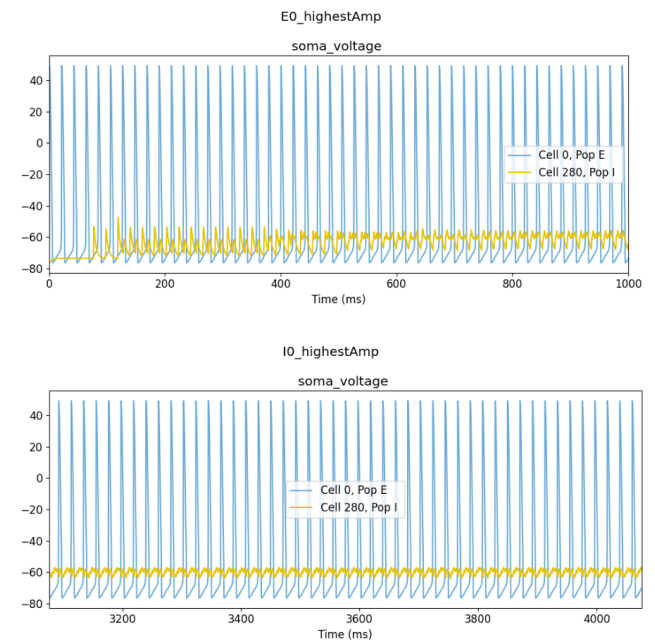 E0_highestAmp
soma_voltage
40
20
0
−20
−40
−60
−80
Cell 0, Pop E
Cell 280, Pop I
0 200 400 600 800 1000
Time (ms)
I0_highestAmp
soma_voltage
40
20
0
−20
−40
−60
−80
Cell 0, Pop E
Cell 280, Pop I
3200 3400 3600 3800 4000
Time (ms)